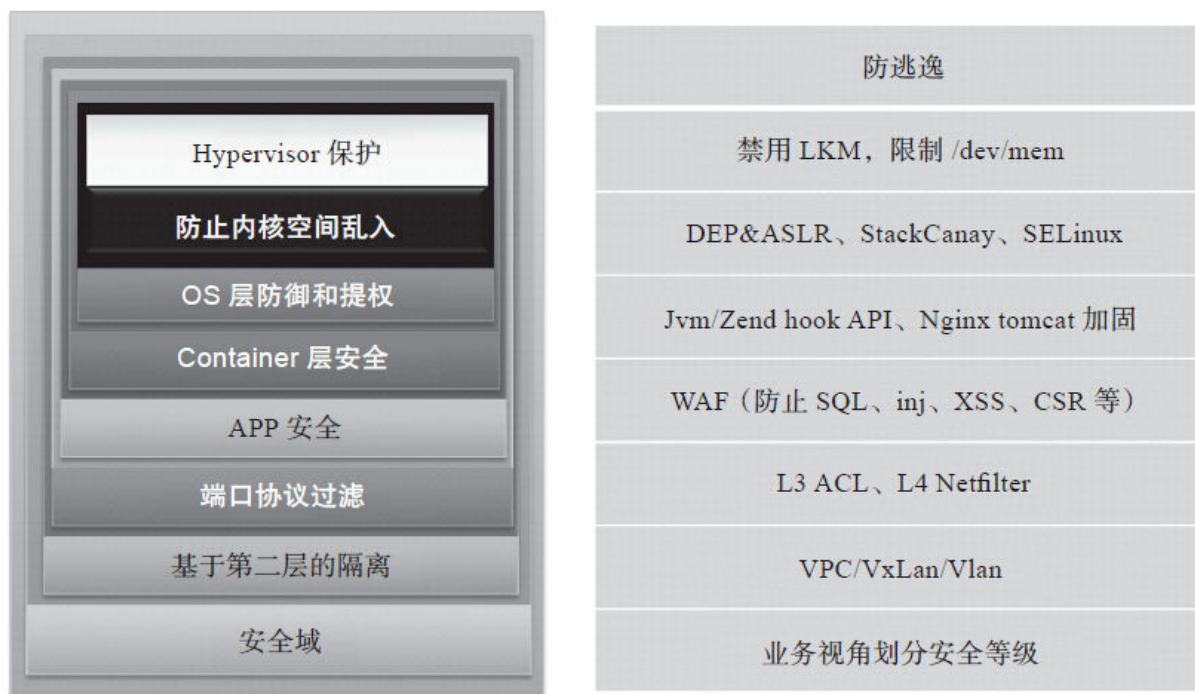 Hypervisor 保护
防止内核空间乱入
OS 层防御和提权
Container 层安全
APP 安全
端口协议过滤
基于第二层的隔离
安全域
防逃逸
禁用 LKM，限制 /dev/mem
DEP&ASLR、StackCanay、SELinux
Jvm/Zend hook API、Nginx tomcat 加固
WAF（防止 SQL、inj、XSS、CSR 等）
L3 ACL、L4 Netfilter
VPC/VxLan/Vlan
业务视角划分安全等级